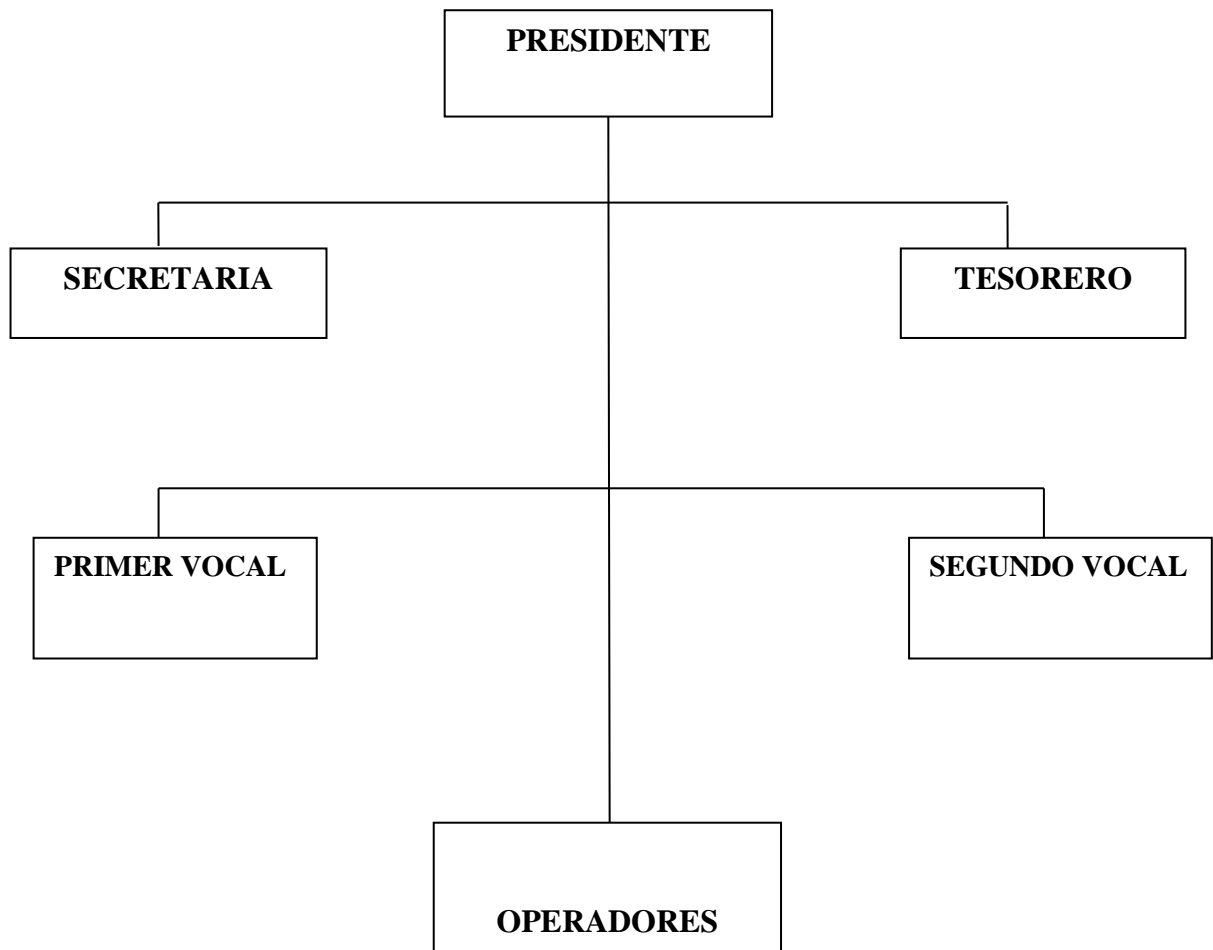 PRESIDENTE
SECRETARIA
TESORERO
PRIMER VOCAL
SEGUNDO VOCAL
OPERADORES